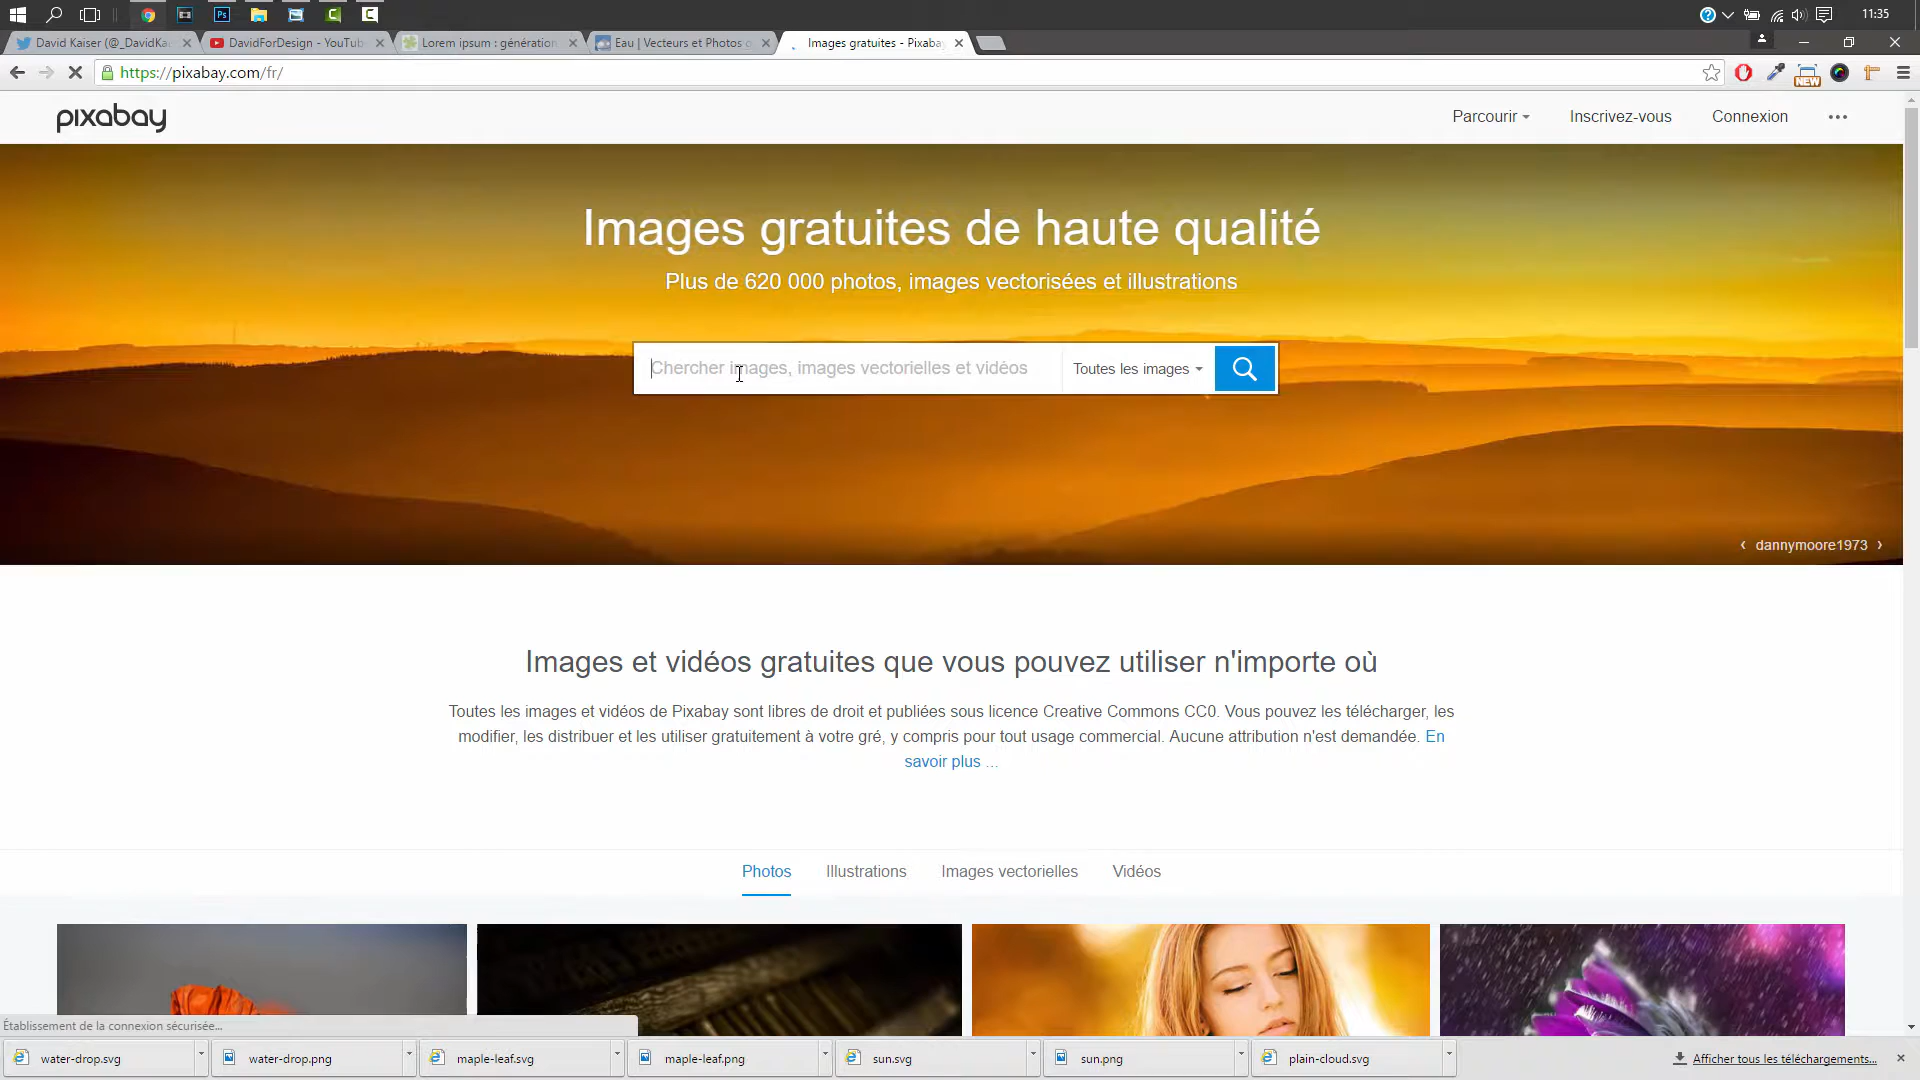 11:35
David Kaiser (@_DavidKa
DavidForDesign - YouTub
Lorem ipsum : génération
Eau | Vecteurs et Photos g
Images gratuites - Pixabay
https://pixabay.com/fr/
NEW
pixabay
Parcourir
Inscrivez-vous
Connexion
Images gratuites de haute qualité
Plus de 620 000 photos, images vectorisées et illustrations
Chercher images, images vectorielles et vidéos
Toutes les images
‹ dannymoore1973 ›
Images et vidéos gratuites que vous pouvez utiliser n'importe où
Toutes les images et vidéos de Pixabay sont libres de droit et publiées sous licence Creative Commons CC0. Vous pouvez les télécharger, les
modifier, les distribuer et les utiliser gratuitement à votre gré, y compris pour tout usage commercial. Aucune attribution n'est demandée. En
savoir plus ...
Photos
Illustrations
Images vectorielles
Vidéos
Établissement de la connexion sécurisée...
water-drop.svg
water-drop.png
maple-leaf.svg
maple-leaf.png
sun.svg
sun.png
plain-cloud.svg
Afficher tous les téléchargements...